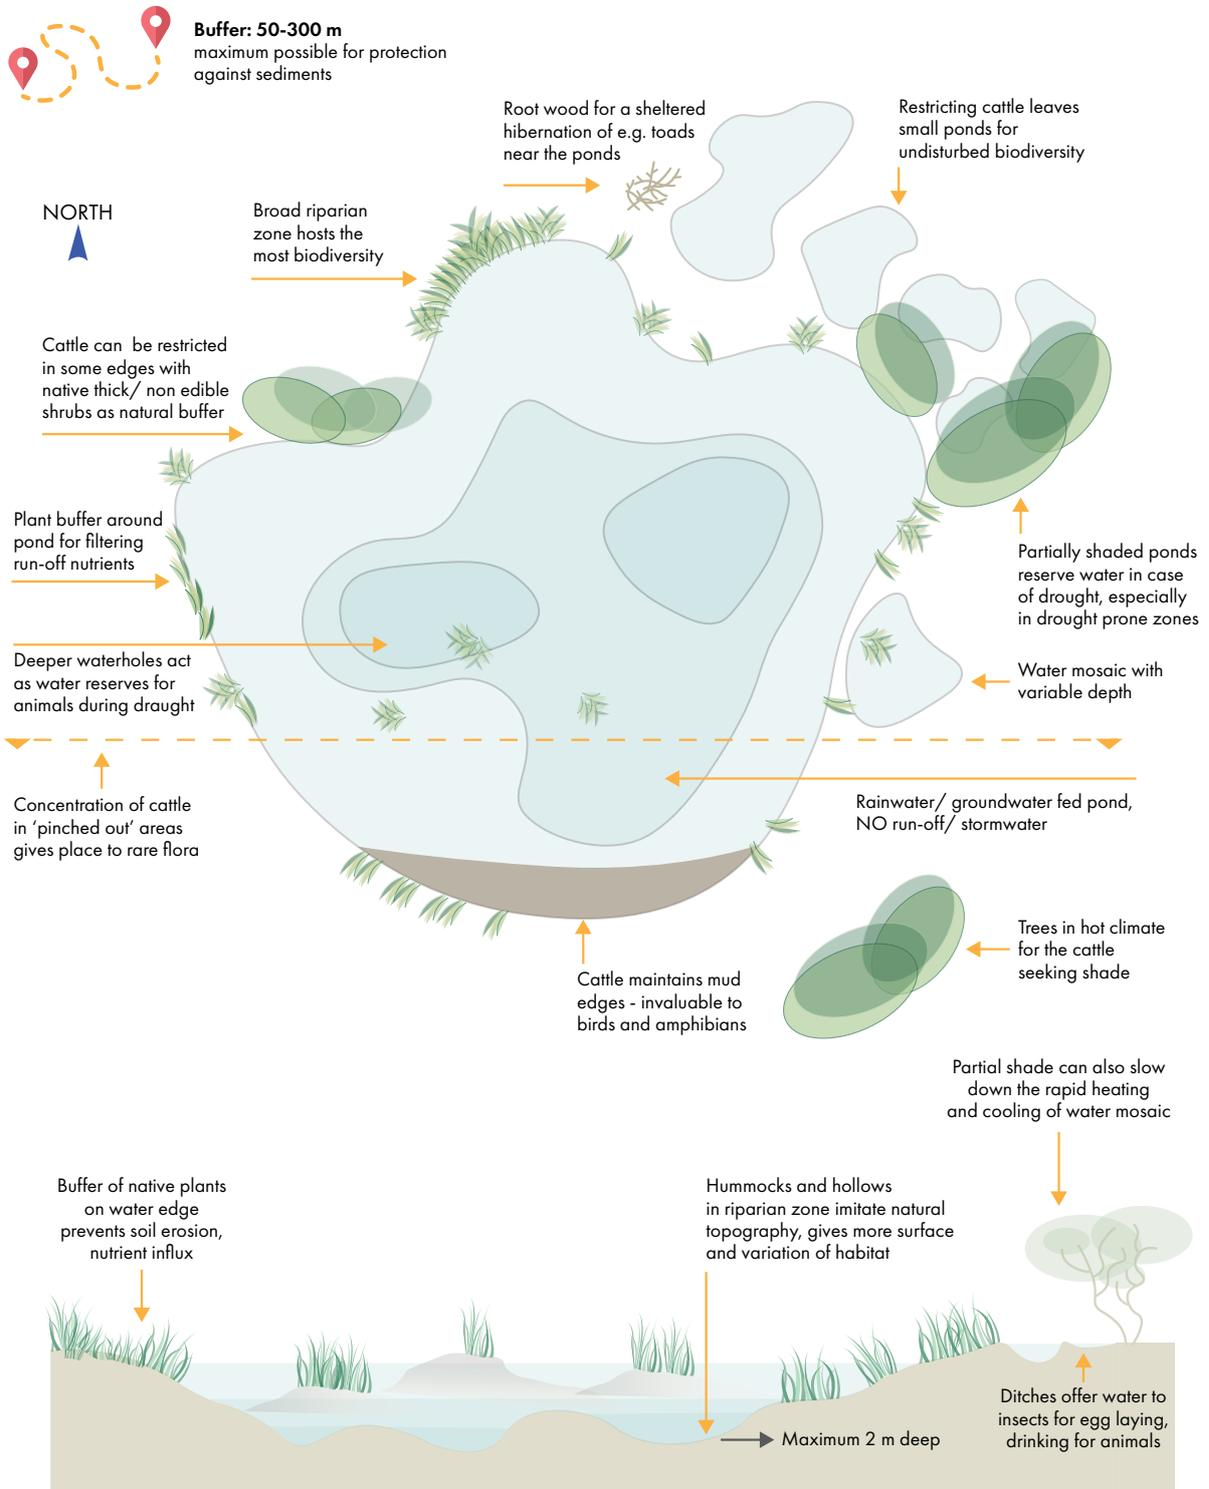 Buffer: 50-300 m
maximum possible for protection
against sediments
Root wood for a sheltered
hibernation of e.g. toads
near the ponds
Restricting cattle leaves
small ponds for
undisturbed biodiversity
NORTH
Broad riparian
zone hosts the
most biodiversity
Cattle can be restricted
in some edges with
native thick/ non edible
shrubs as natural buffer
Plant buffer around
pond for filtering
run-off nutrients
Partially shaded ponds
reserve water in case
of drought, especially
in drought prone zones
Deeper waterholes act
as water reserves for
animals during draught
Water mosaic with
variable depth
Concentration of cattle
in ‘pinched out’ areas
gives place to rare flora
Rainwater/ groundwater fed pond,
NO run-off/ stormwater
Trees in hot climate
for the cattle
seeking shade
Cattle maintains mud
edges - invaluable to
birds and amphibians
Partial shade can also slow
down the rapid heating
and cooling of water mosaic
Buffer of native plants
on water edge
prevents soil erosion,
nutrient influx
Hummocks and hollows
in riparian zone imitate natural
topography, gives more surface
and variation of habitat
Ditches offer water to
insects for egg laying,
drinking for animals
Maximum 2 m deep